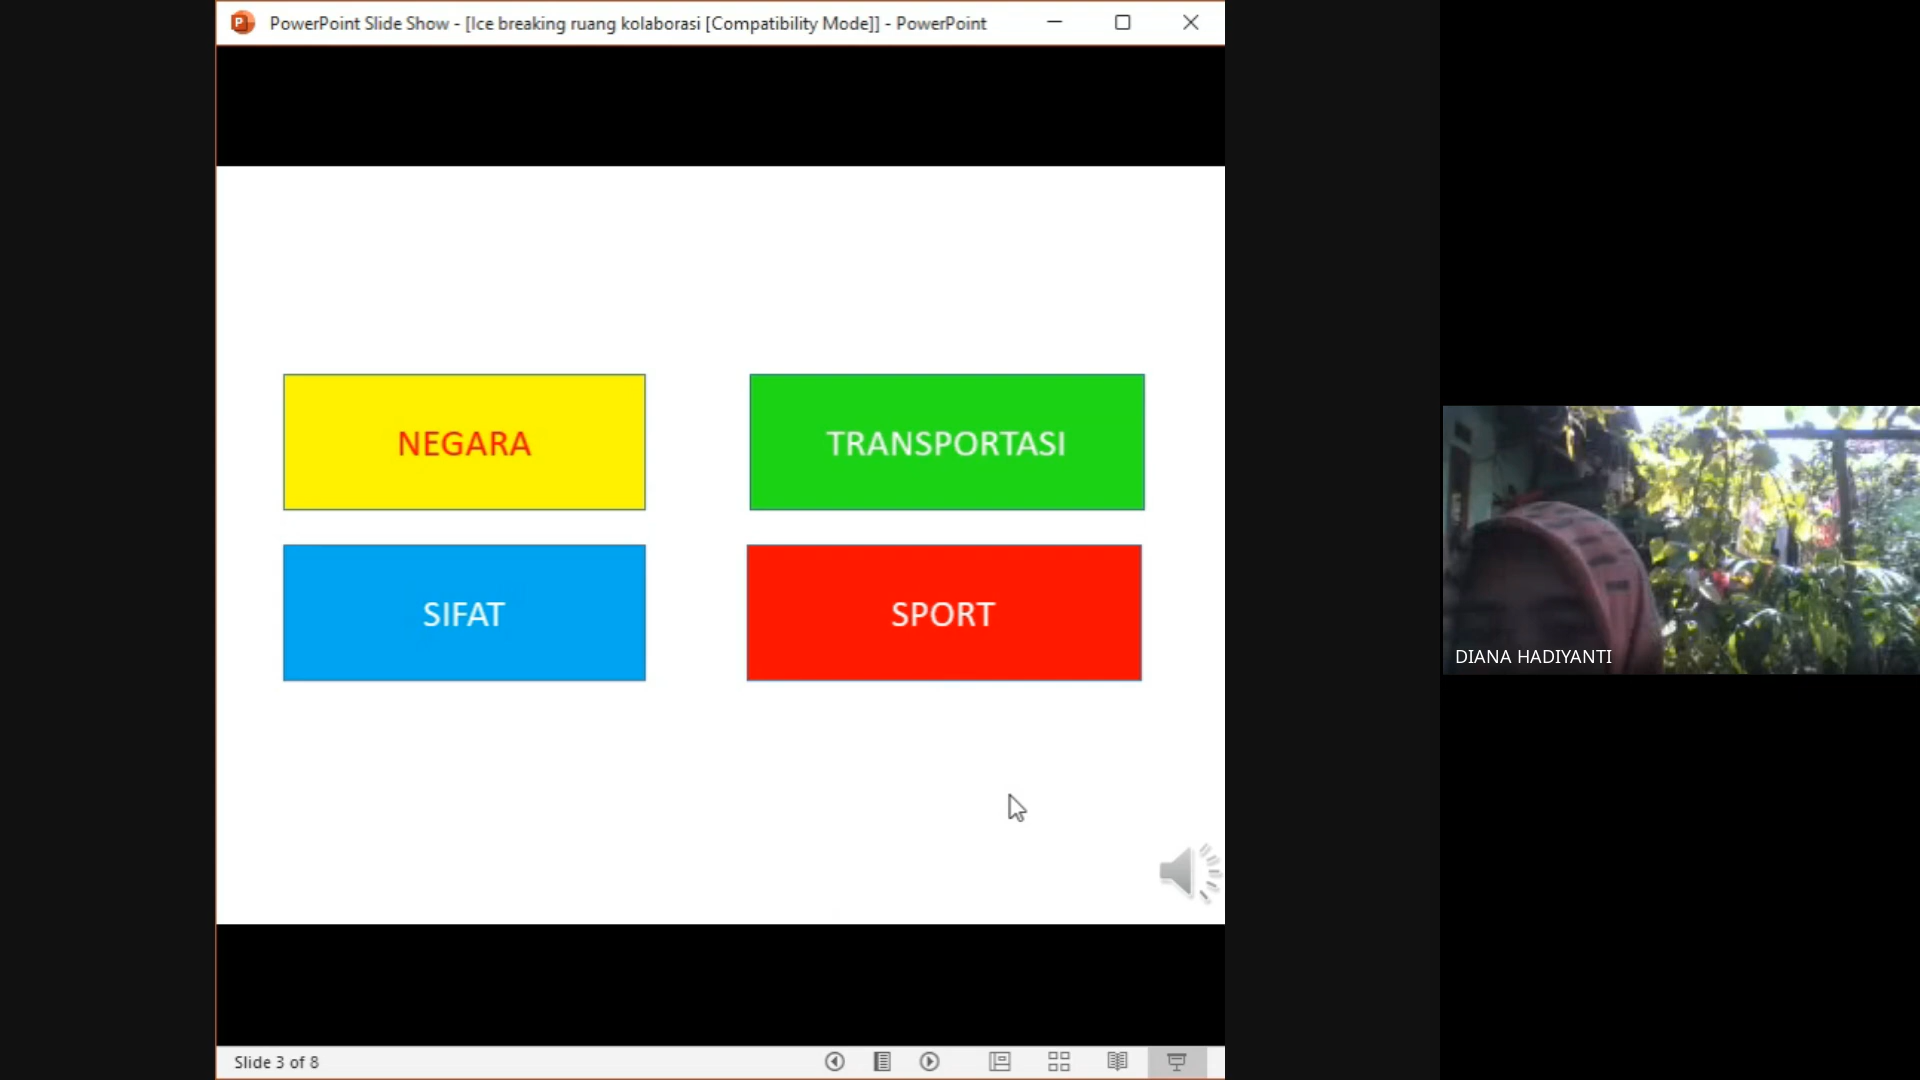 PowerPoint Slide Show - [Ice breaking ruang kolaborasi [Compatibility Mode]] - PowerPoint
NEGARA
TRANSPORTASI
SIFAT
SPORT
DIANA HADIYANTI
Slide 3 of 8